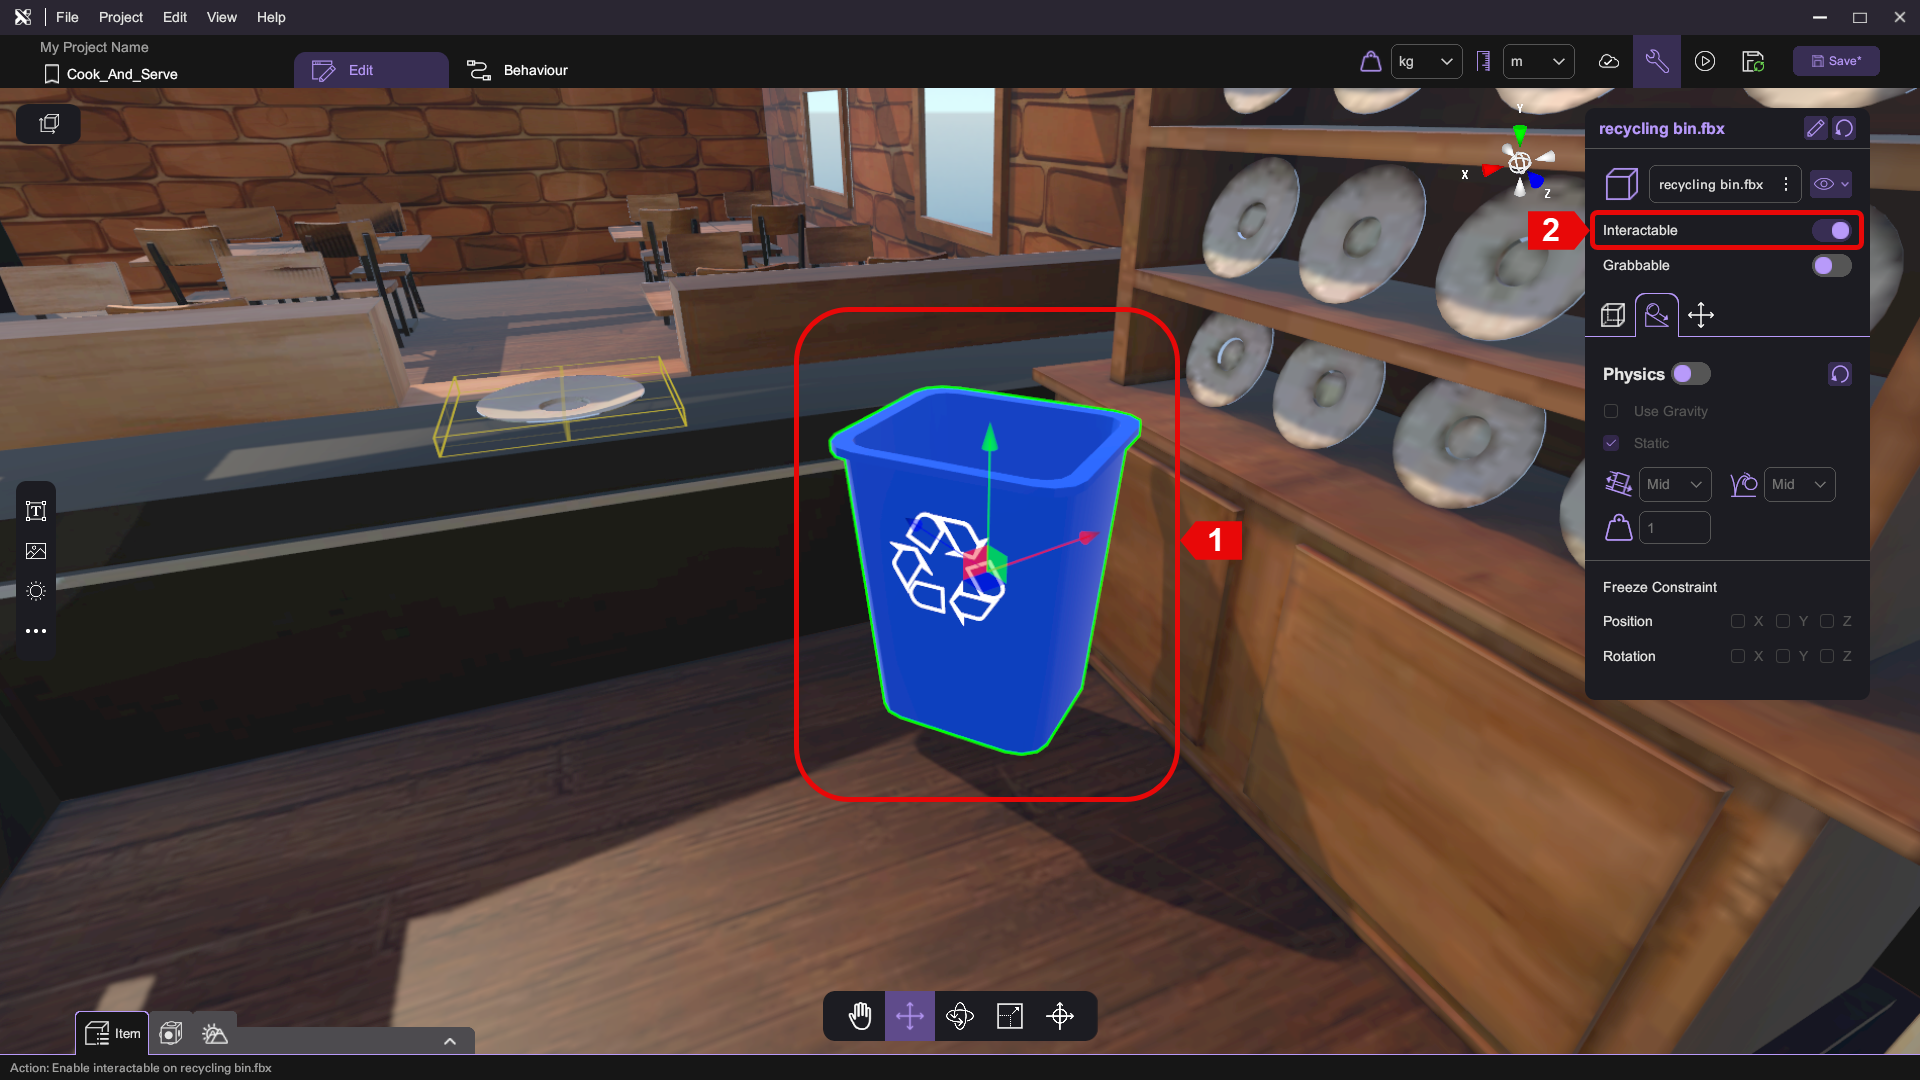 File Project Edit View Help
My Project Name
Cook_And_Serve
Edit
Behaviour
kg
m
Save*
Y
X
Z
recycling bin.fbx
recycling bin.fbx
2
Interactable
Grabbable
Physics
Use Gravity
Static
Mid
Mid
1
Freeze Constraint
Position X Y Z
Rotation X Y Z
1
T
Item
Action: Enable interactable on recycling bin.fbx